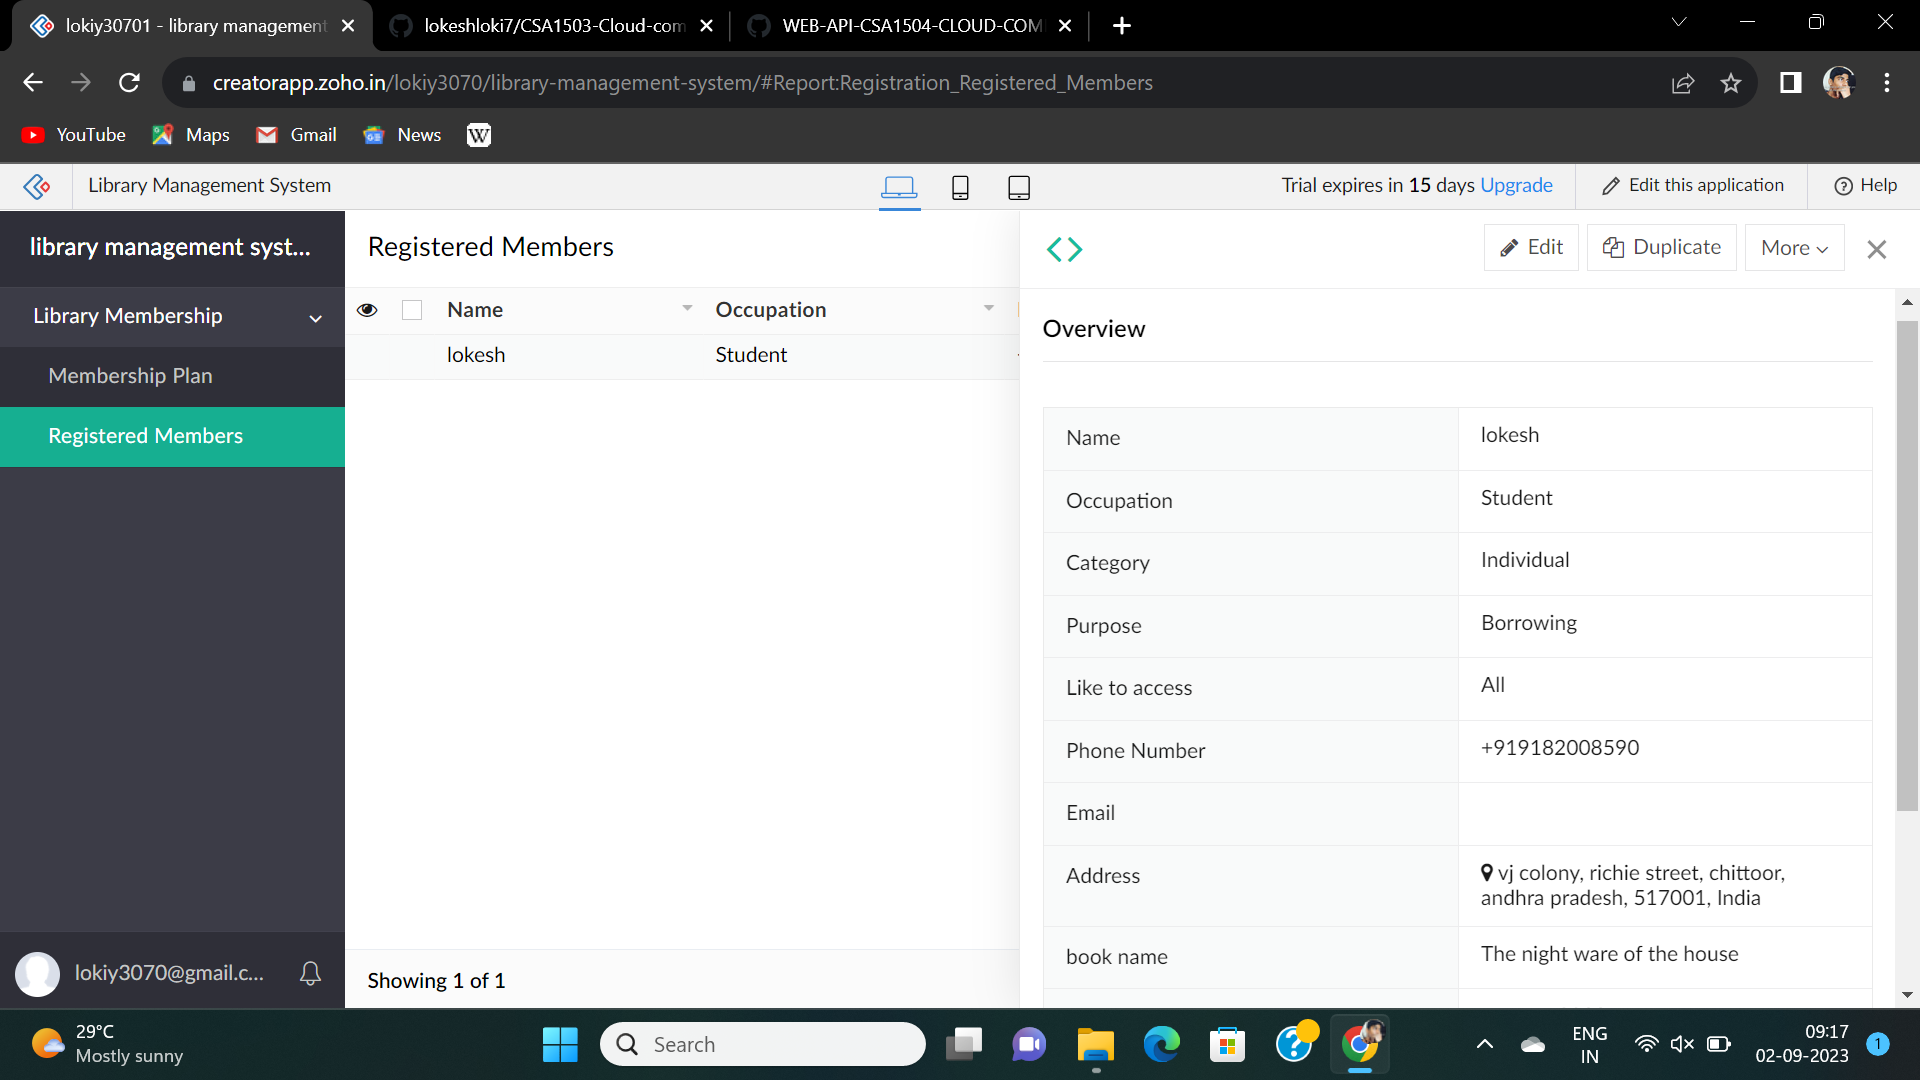 lokiy30701 - library management
lokeshloki7/CSA1503-Cloud-com
WEB-API-CSA1504-CLOUD-COM
creatorapp.zoho.in/lokiy3070/library-management-system/#Report:Registration_Registered_Members
YouTube
Maps
Gmail
News
W
Library Management System
Trial expires in 15 days Upgrade
Edit this application
Help
library management syst...
Library Membership
Membership Plan
Registered Members
lokiy3070@gmail.c...
Registered Members
Name
Occupation
lokesh
Student
Showing 1 of 1
Edit
Duplicate
More
Overview
Name
lokesh
Occupation
Student
Category
Individual
Purpose
Borrowing
Like to access
All
Phone Number
+919182008590
Email
Address
vj colony, richie street, chittoor,
andhra pradesh, 517001, India
book name
The night ware of the house
29°C
Mostly sunny
Search
ENG
IN
09:17
02-09-2023
1